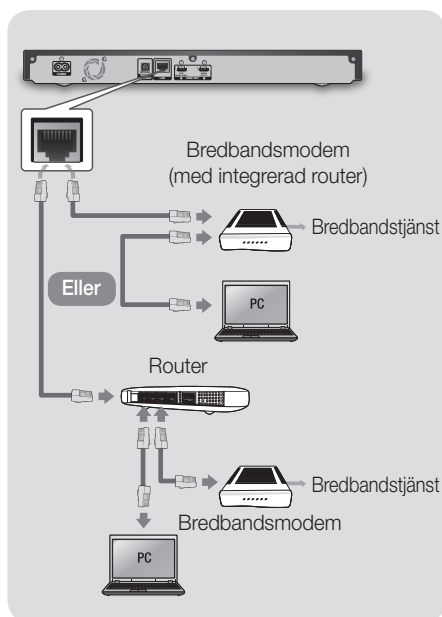 Bredbandsmodem
(med integrerad router)
Bredbandstjänst
Eller
PC
Router
Bredbandstjänst
Bredbandsmodem
PC